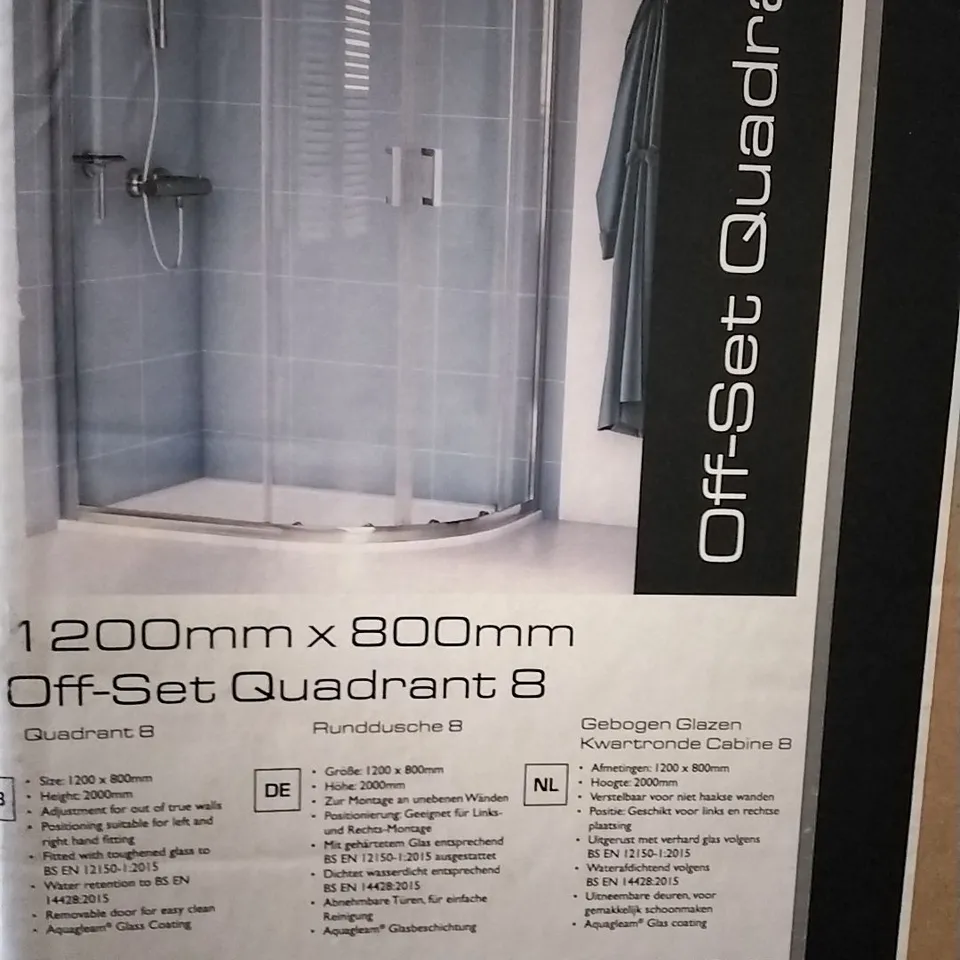 Off-Set Quadra
1200mm x 800mm
Off-Set Quadrant 8
Quadrant 8
• Size: 1200 x 800mm
• Height: 2000mm
• Adjustment for out of true walls
• Positioning suitable for left and
right hand fitting
• Fitted with toughened glass to
BS EN 12150-1:2015
• Water retention to BS EN
14428:2015
• Removable door for easy clean
• Aquagleam® Glass Coating
Runddusche 8
DE
• Größe: 1200 x 800mm
• Höhe: 2000mm
• Zur Montage an unebenen Wänden
• Positionierung: Geeignet für Links-
und Rechts-Montage
• Mit gehärtetem Glas entsprechend
BS EN 12150-1:2015 ausgestattet
• Dichtet wasserdicht entsprechend
BS EN 14428:2015
• Abnehmbare Türen, für einfache
Reinigung
• Aquagleam® Glasbeschichtung
Gebogen Glazen
Kwartronde Cabine 8
NL
• Afmetingen: 1200 x 800mm
• Hoogte: 2000mm
• Verstelbaar voor niet haakse wanden
• Positie: Geschikt voor links en rechtse
plaatsing
• Uitgerust met verhard glas volgens
BS EN 12150-1:2015
• Waterafdichtend volgens
BS EN 14428:2015
• Uitneembare deuren, voor
gemakkelijk schoonmaken
• Aquagleam® Glas coating